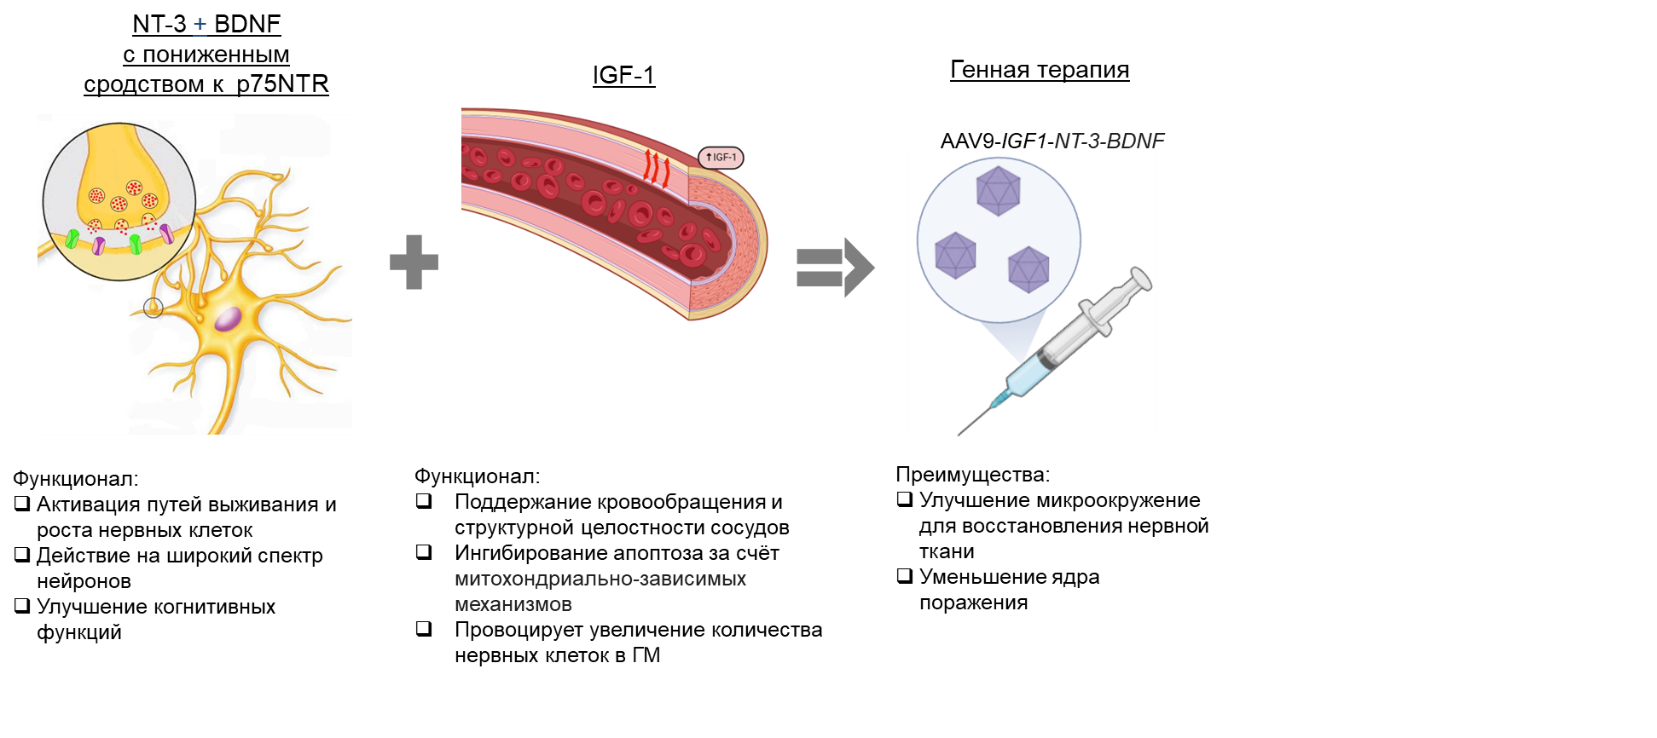 NT-3 + BDNF
с пониженным
сродством к p75NTR
IGF-1
↑IGF-1
Генная терапия
AAV9-IGF1-NT-3-BDNF
Функционал:
❑ Активация путей выживания и
роста нервных клеток
❑ Действие на широкий спектр
нейронов
❑ Улучшение когнитивных
функций
Функционал:
❑ Поддержание кровообращения и
структурной целостности сосудов
❑ Ингибирование апоптоза за счёт
митохондриально-зависимых
механизмов
❑ Провоцирует увеличение количества
нервных клеток в ГМ
Преимущества:
❑ Улучшение микроокружение
для восстановления нервной
ткани
❑ Уменьшение ядра
поражения